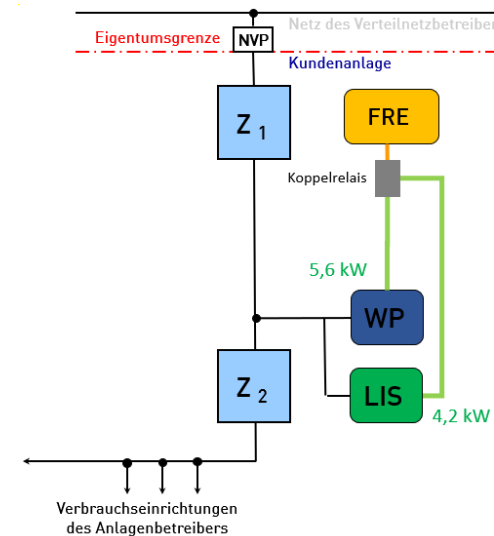 Netz des Verteilnetzbetreiber
Eigentumsgrenze
NVP
Kundenanlage
Z 1
FRE
Koppelrelais
5,6 kW
WP
Z 2
LIS
4,2 kW
Verbrauchseinrichtungen
des Anlagenbetreibers